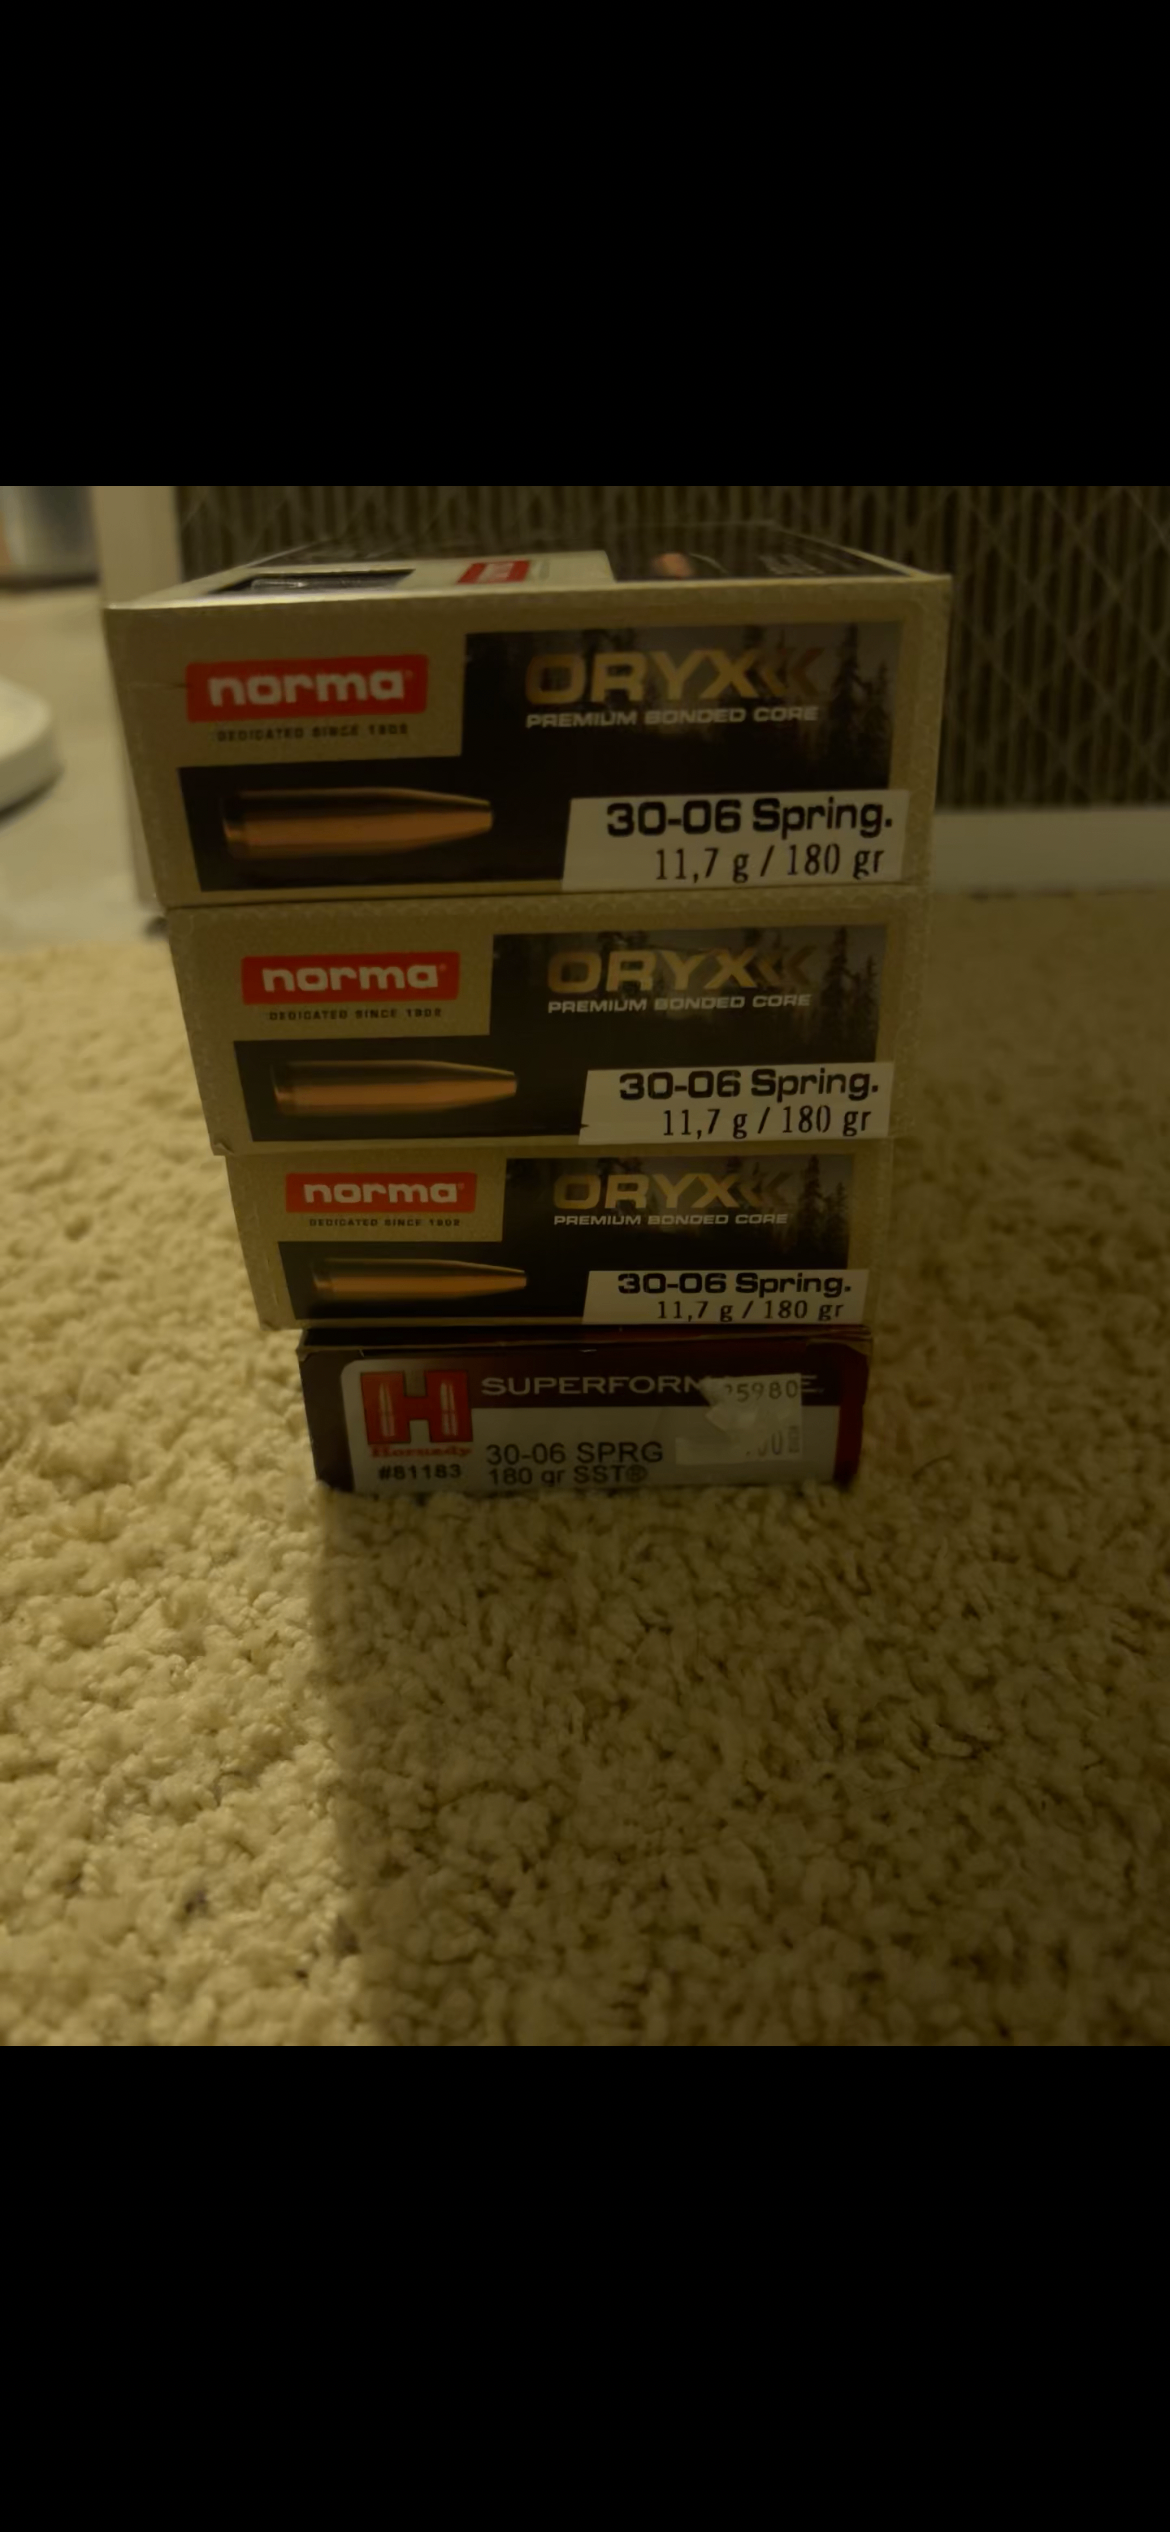 norma
DEDICATED SINCE 1902
ORYX
PREMIUM BONDED CORE
30-06 Spring.
11,7 g / 180 gr
norma
DEDICATED SINCE 1902
ORYX
PREMIUM BONDED CORE
30-06 Spring.
11,7 g / 180 gr
norma
DEDICATED SINCE 1902
ORYX
PREMIUM BONDED CORE
30-06 Spring.
11,7 g / 180 gr
H
Hornady
#81183
30-06 SPRG
180 gr SST®